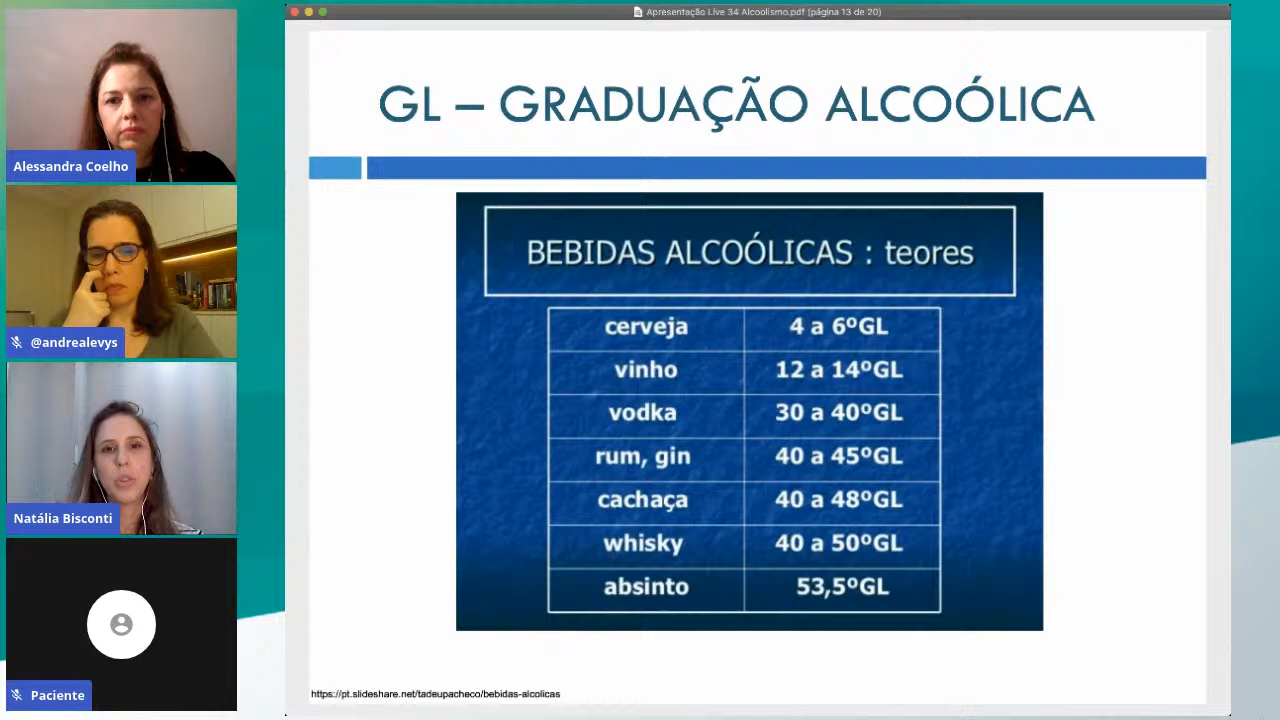 Apresentação Live 34 Alcoolismo.pdf (página 13 de 20)
GL – GRADUAÇÃO ALCOÓLICA
BEBIDAS ALCOÓLICAS : teores
cerveja 4 a 6ºGL
vinho 12 a 14ºGL
vodka 30 a 40ºGL
rum, gin 40 a 45ºGL
cachaça 40 a 48ºGL
whisky 40 a 50ºGL
absinto 53,5ºGL
https://pt.slideshare.net/tadeupacheco/bebidas-alcolicas
Alessandra Coelho
@andrealevys
Natália Bisconti
Paciente